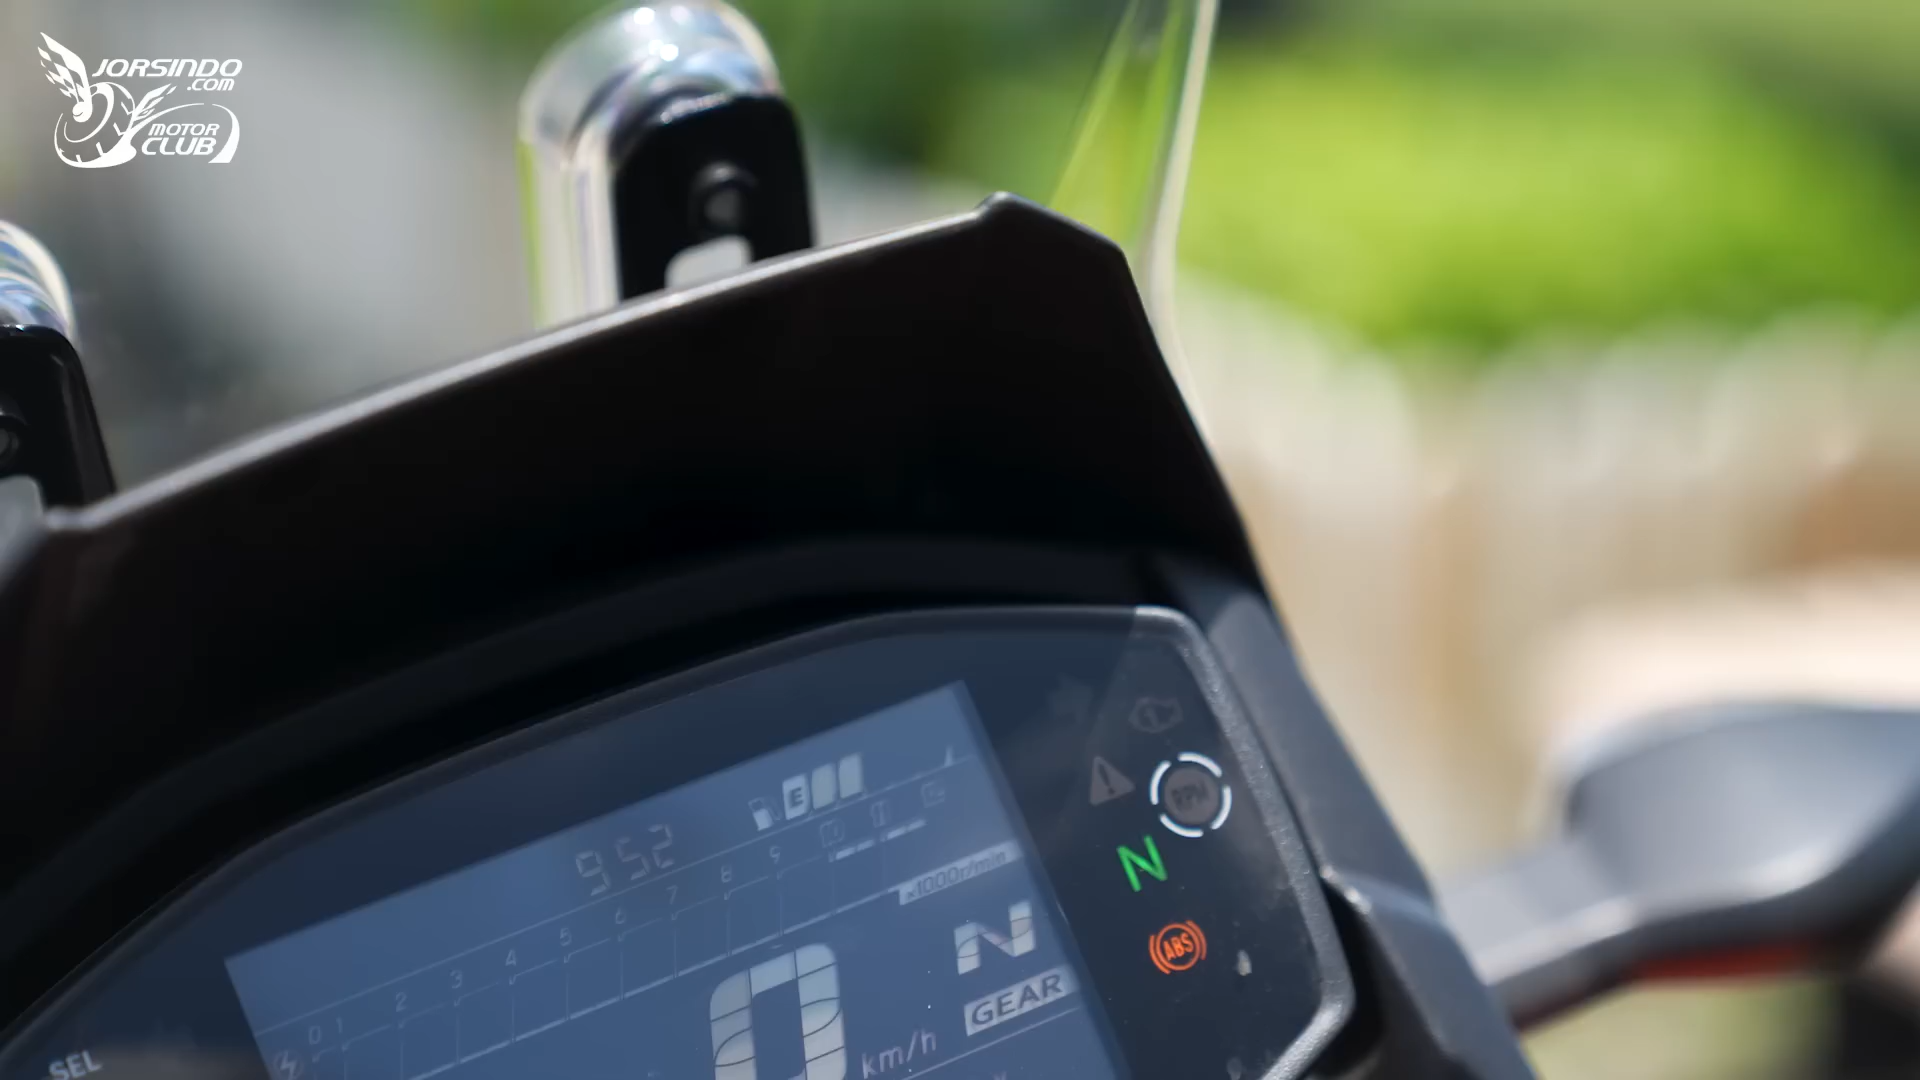 JORSINDO
.COM
MOTOR
CLUB
RPM
E
952
0 1 2 3 4 5 6 7 8 9
x1000r/min
N
N
ABS
GEAR
0
km/h
SEL